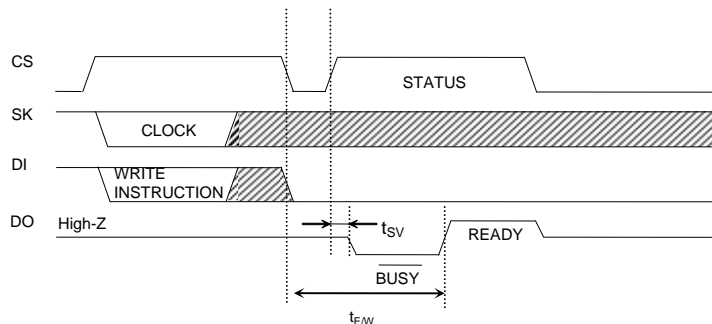 CS
STATUS
SK
CLOCK
DI
WRITE
INSTRUCTION
DO
High-Z
tSV
READY
BUSY
tE/W